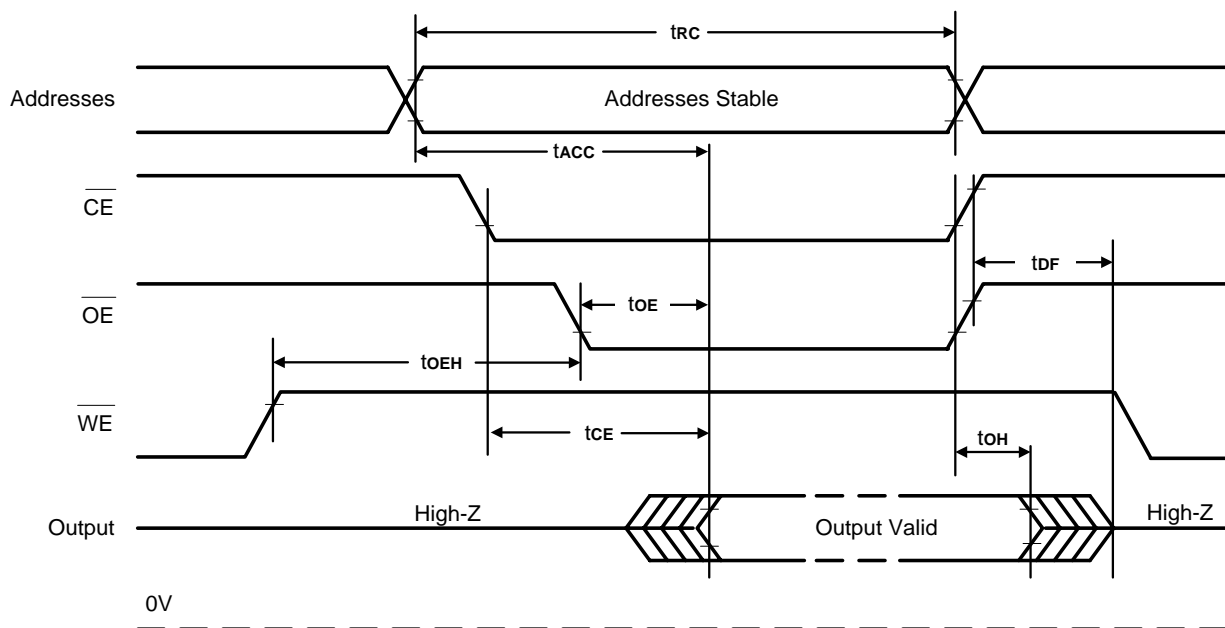 tRC
Addresses
Addresses Stable
tACC
CE
tDF
OE
tOE
tOEH
WE
tCE
tOH
Output
High-Z
Output Valid
High-Z
0V